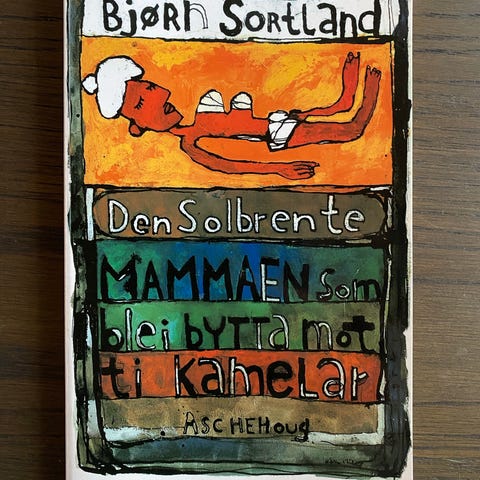 BjøRn SoRtland
Den Solbrente
MAMMAEN som
blei bytta mot
ti kamelar
ASCHEHoug